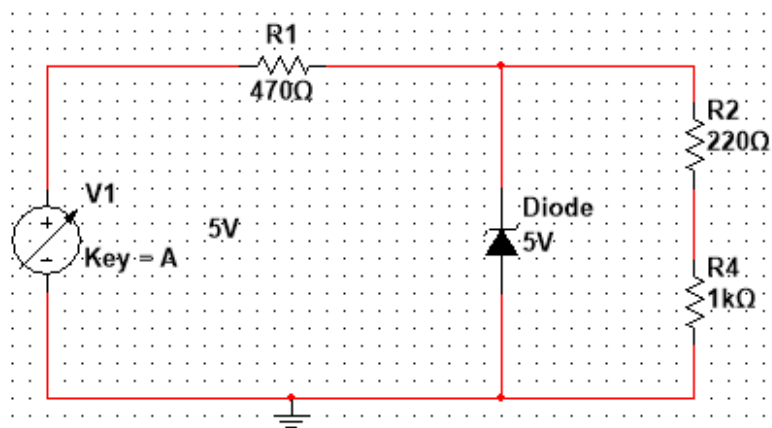 R1
470Ω
R2
220Ω
V1
5V
Key = A
Diode
5V
R4
1kΩ
+
-